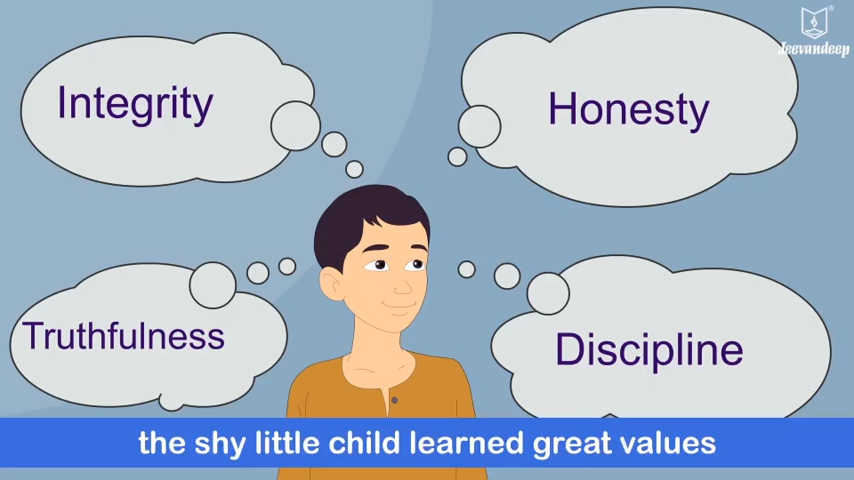 Jeevandeep
Integrity
Honesty
Truthfulness
Discipline
the shy little child learned great values